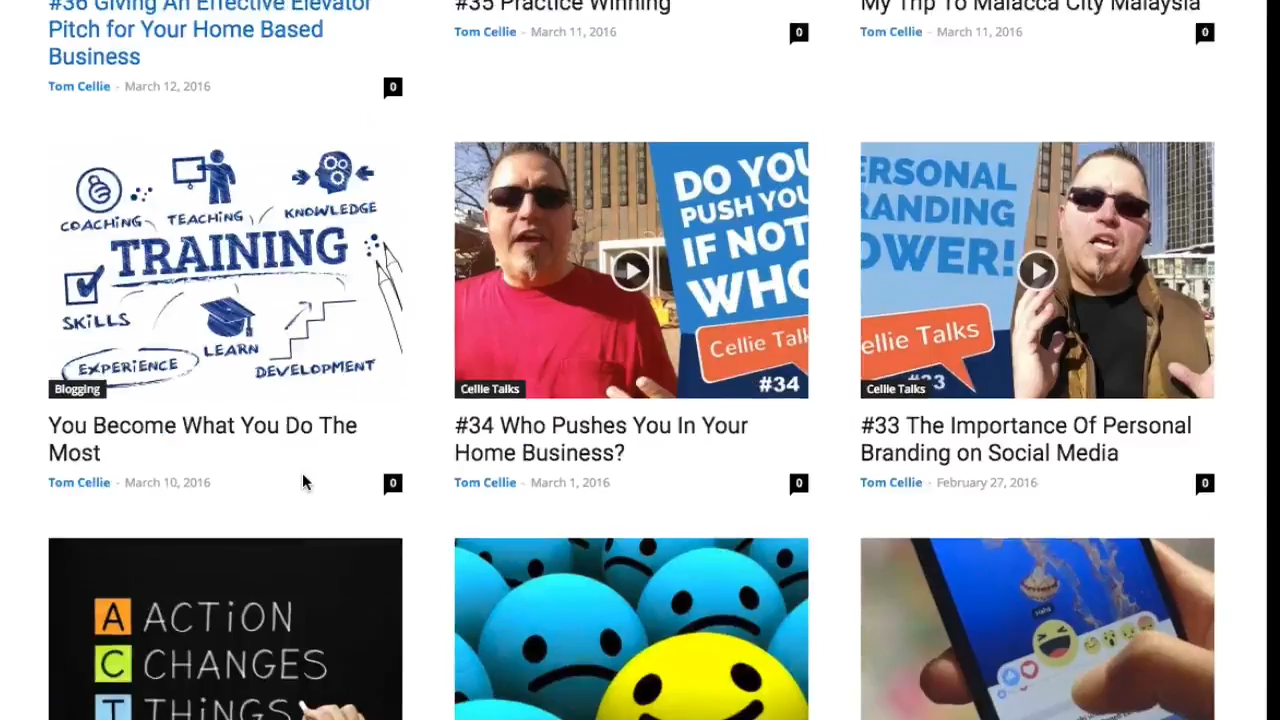 #36 Giving An Effective Elevator
Pitch for Your Home Based
Business
Tom Cellie - March 12, 2016
0
#35 Practice Winning
Tom Cellie - March 11, 2016
0
My Trip To Malacca City Malaysia
Tom Cellie - March 11, 2016
0
COACHING
TEACHING
KNOWLEDGE
TRAINING
SKILLS
LEARN
EXPERIENCE
DEVELOPMENT
Blogging
You Become What You Do The
Most
Tom Cellie - March 10, 2016
0
DO YOU
PUSH YOU
IF NOT
WHO
Cellie Talk
#34
Cellie Talks
#34 Who Pushes You In Your
Home Business?
Tom Cellie - March 1, 2016
0
ERSONAL
RANDING
OWER!
ellie Talks
33
Cellie Talks
#33 The Importance Of Personal
Branding on Social Media
Tom Cellie - February 27, 2016
0
A ACTION
C CHANGES
T THINGS